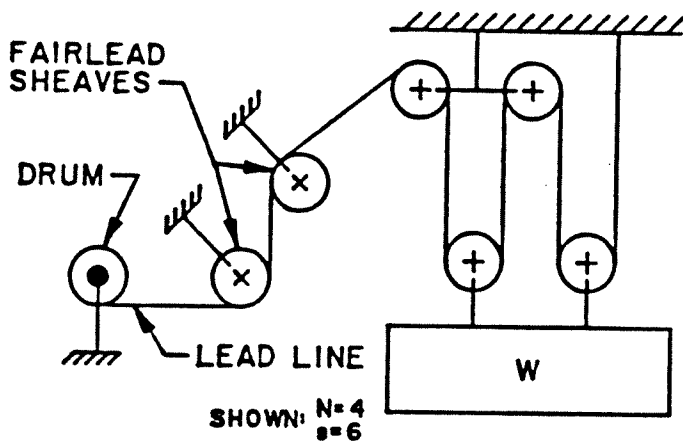 FAIRLEAD
SHEAVES
DRUM
LEAD LINE
W
SHOWN: N=4
s=6